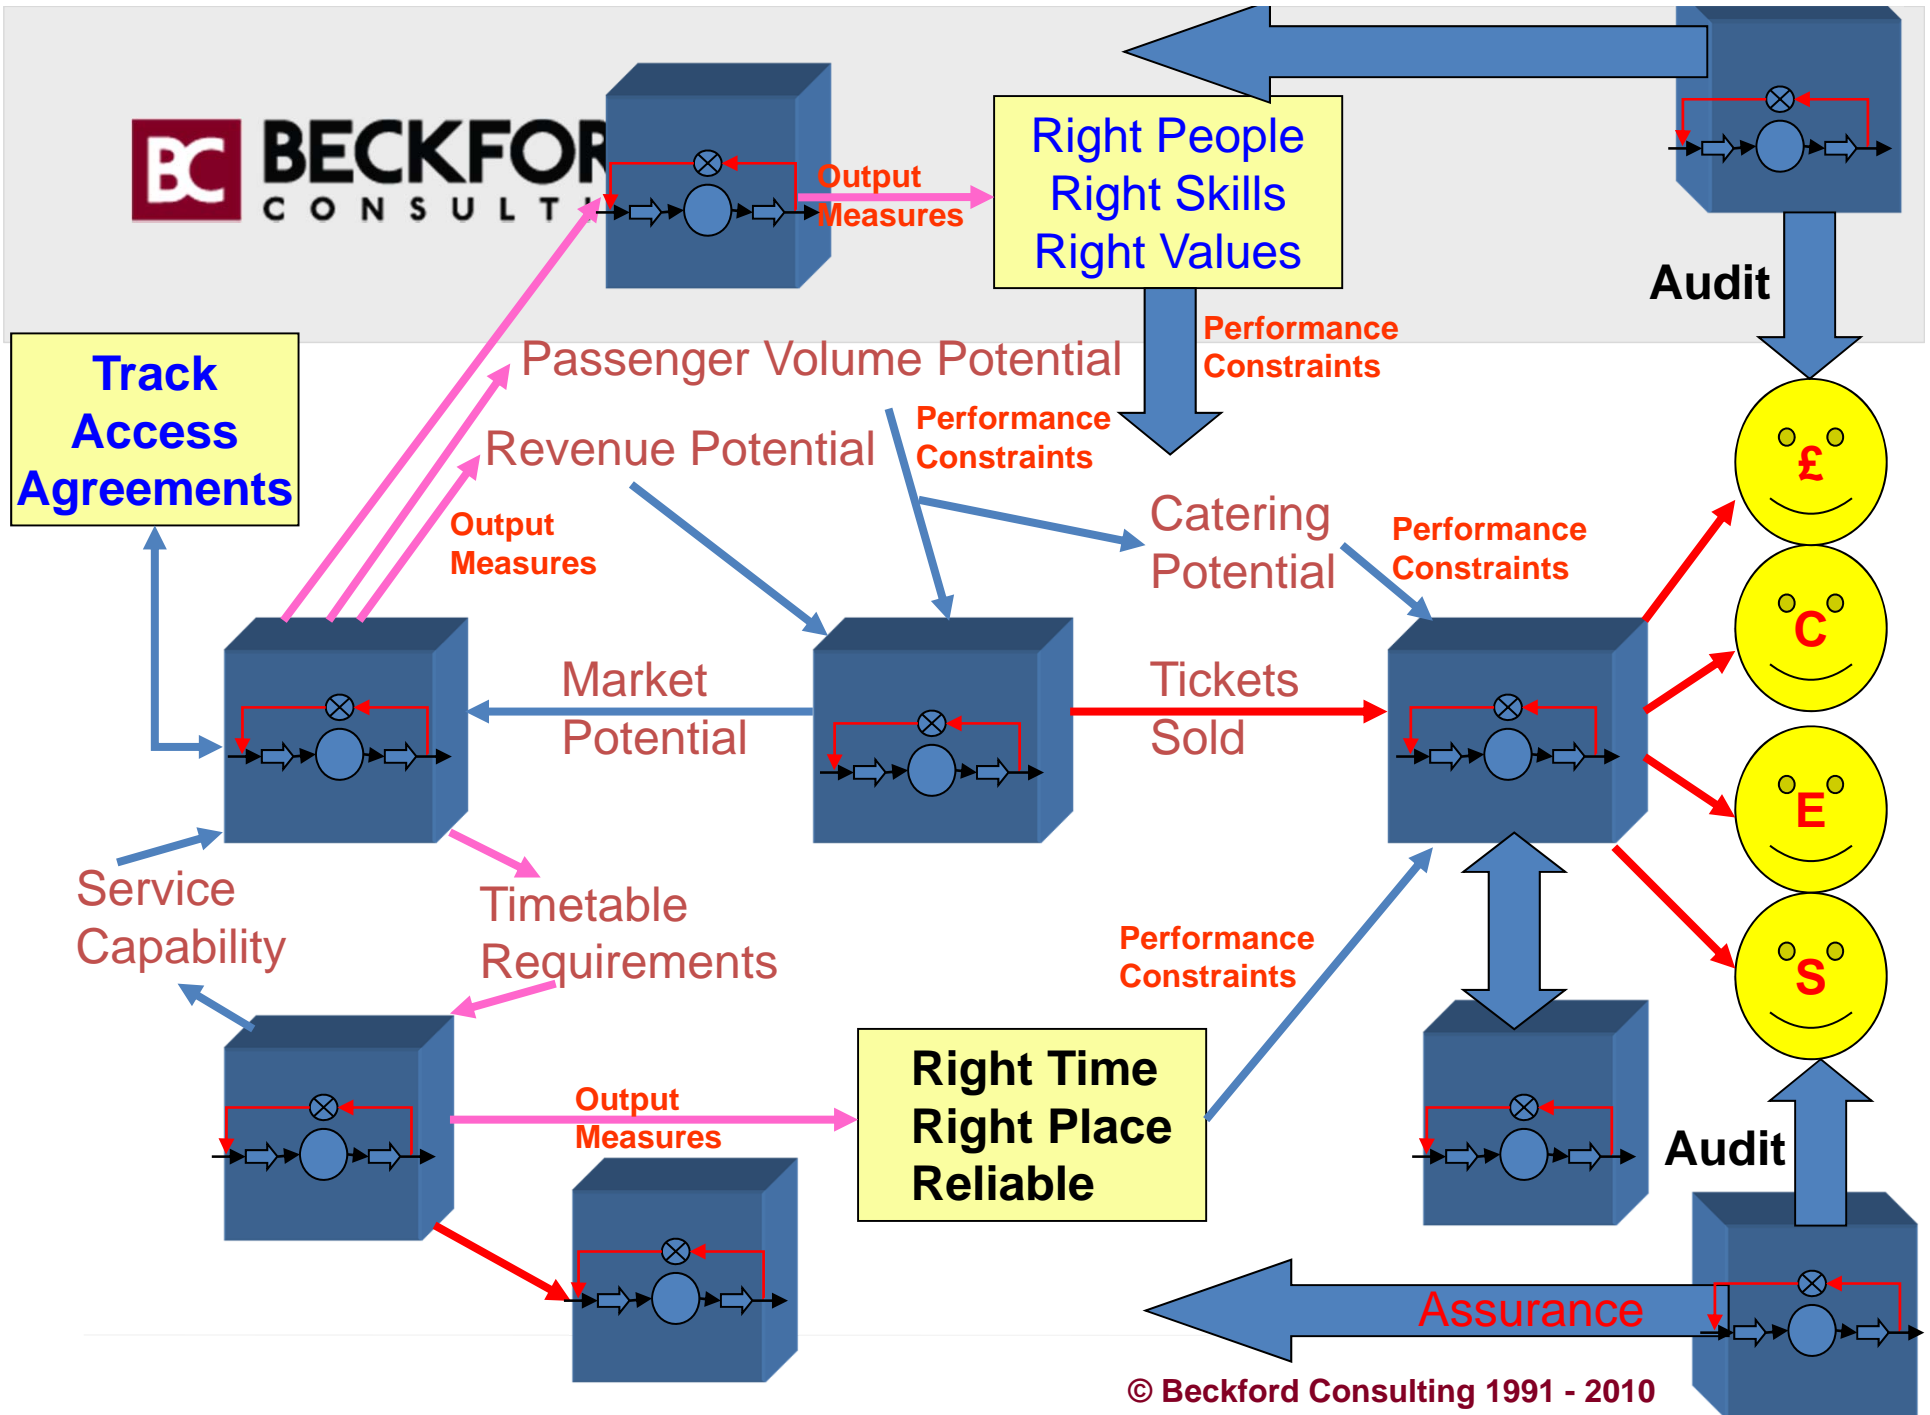 BC
BECKFOR
CONSULT
Output
Measures
Right People
Right Skills
Right Values
Audit
Performance
Constraints
Track
Access
Agreements
Passenger Volume Potential
Performance
Constraints
Revenue Potential
Output
Measures
Catering
Potential
Performance
Constraints
£
C
E
S
Market
Potential
Tickets
Sold
Service
Capability
Timetable
Requirements
Performance
Constraints
Output
Measures
Right Time
Right Place
Reliable
Audit
Assurance
© Beckford Consulting 1991 - 2010